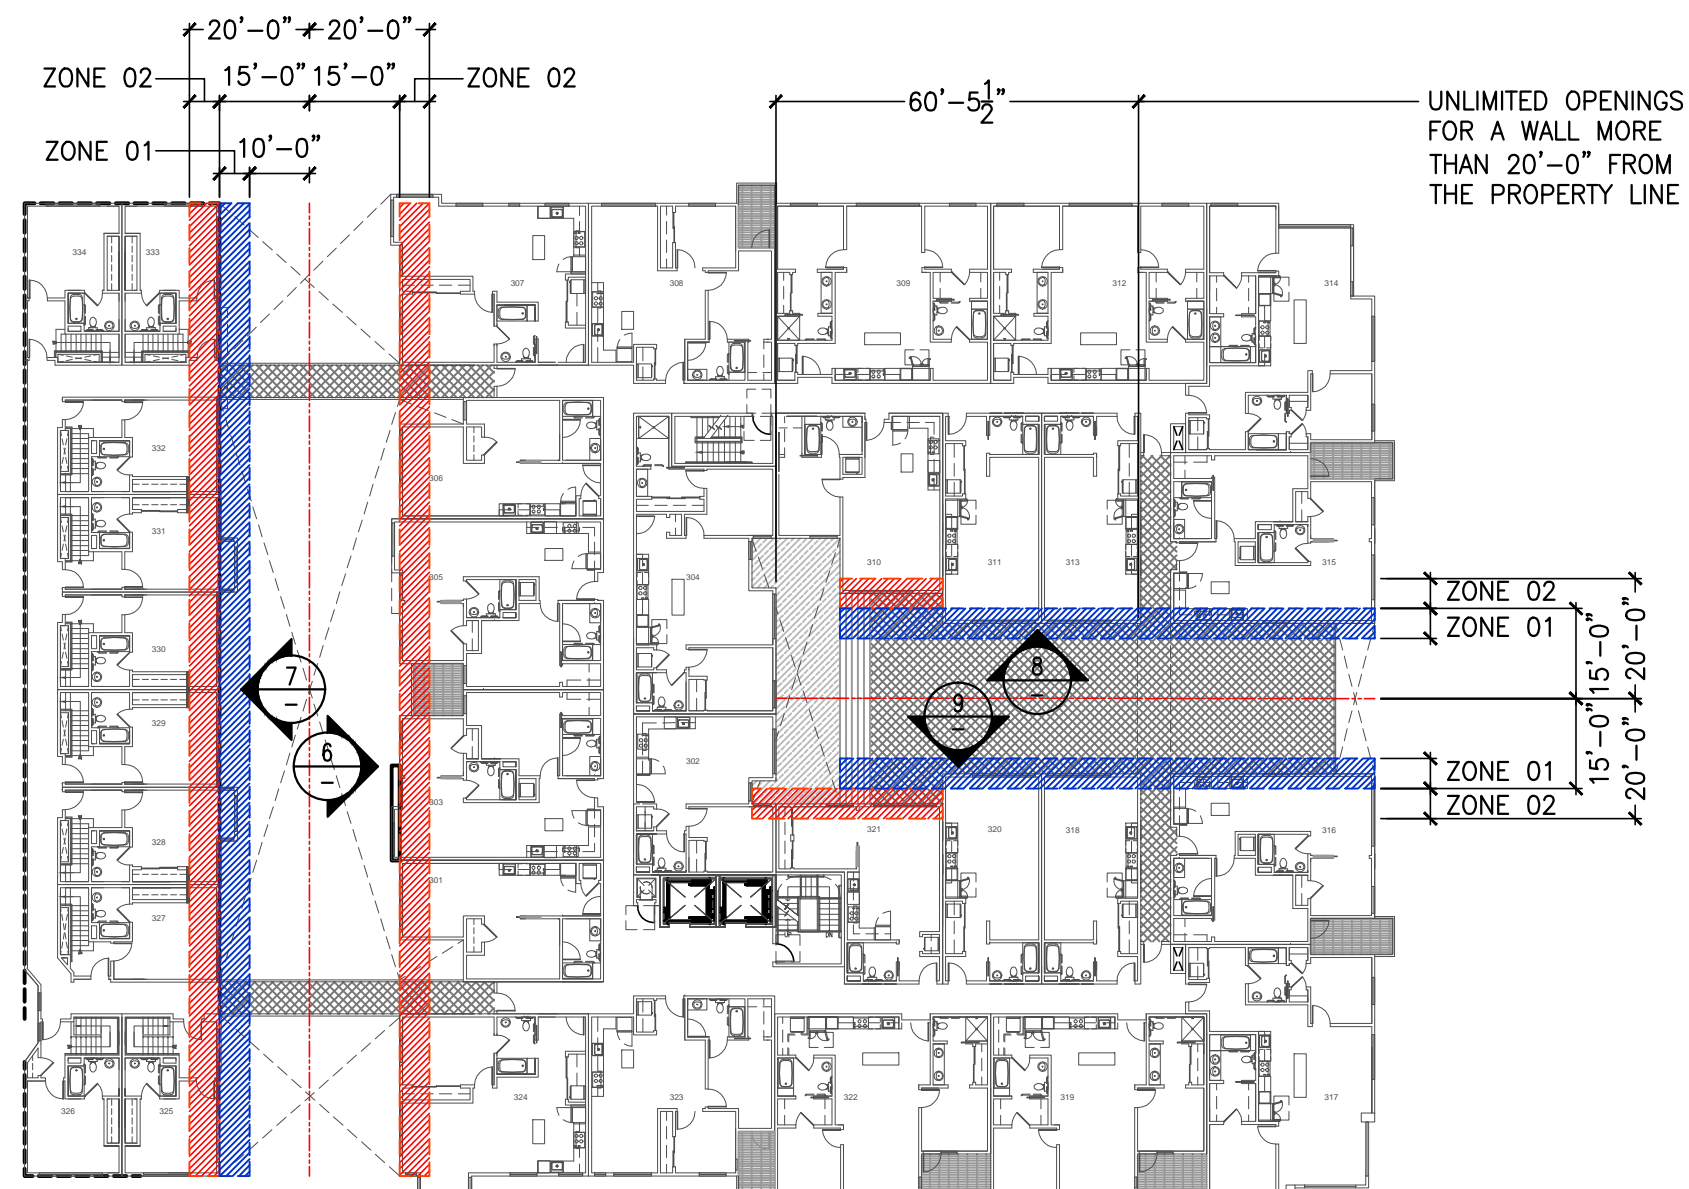 20'-0" 20'-0"
ZONE 02 15'-0" 15'-0" ZONE 02
ZONE 01 10'-0"
60'-5 1/2"
UNLIMITED OPENINGS
FOR A WALL MORE
THAN 20'-0" FROM
THE PROPERTY LINE
334 333 307 308 309 312 314
332 306 310 311 313 315
331 305 304
330
329 302
328 303 321 320 318 316
327 301
326 325 324 323 322 319 317
7
–
6
–
8
–
9
–
ZONE 02
ZONE 01
15'-0" 20'-0"
15'-0" 20'-0"
ZONE 01
ZONE 02